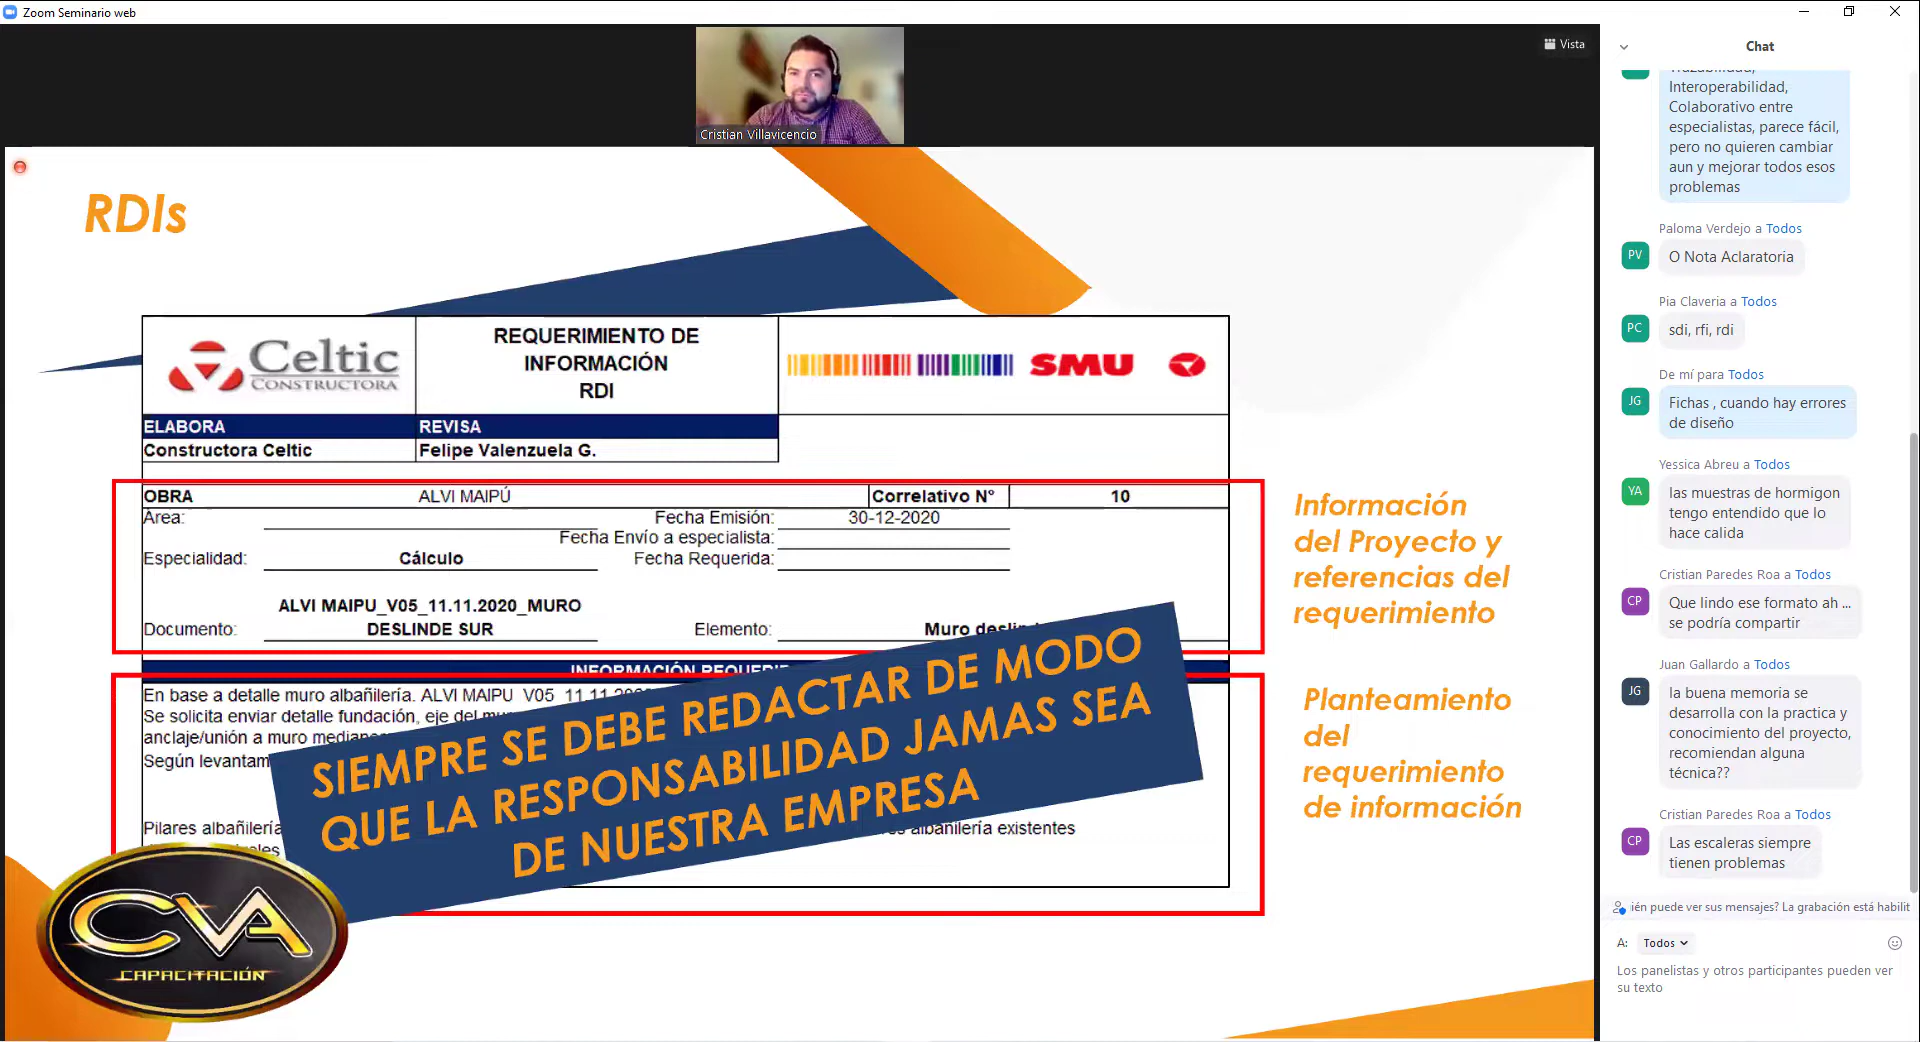 Zoom Seminario web
Vista
Cristian Villavicencio
RDIs
Celtic
CONSTRUCTORA
REQUERIMIENTO DE
INFORMACIÓN
RDI
SMU
ELABORA
REVISA
Constructora Celtic
Felipe Valenzuela G.
OBRA ALVI MAIPÚ Correlativo N° 10
Área: Fecha Emisión: 30-12-2020
Fecha Envío a especialista:
Especialidad: Cálculo Fecha Requerida:
ALVI MAIPU_V05_11.11.2020_MURO
Documento: DESLINDE SUR Elemento: Muro
En base a detalle muro albañilería. ALVI MAIPU V05
Se solicita enviar detalle fundación, eje del
anclaje/unión a muro
Según
Pilares albañilería
albañilería existentes
SIEMPRE SE DEBE REDACTAR DE MODO
QUE LA RESPONSABILIDAD JAMAS SEA
DE NUESTRA EMPRESA
Información
del Proyecto y
referencias del
requerimiento
Planteamiento
del
requerimiento
de información
CVA
CAPACITACIÓN
Chat
Interoperabilidad,
Colaborativo entre
especialistas, parece fácil,
pero no quieren cambiar
aun y mejorar todos esos
problemas
Paloma Verdejo a Todos
PV
O Nota Aclaratoria
Pia Claveria a Todos
PC
sdi, rfi, rdi
De mí para Todos
JG
Fichas , cuando hay errores
de diseño
Yessica Abreu a Todos
YA
las muestras de hormigon
tengo entendido que lo
hace calida
Cristian Paredes Roa a Todos
CP
Que lindo ese formato ah ...
se podría compartir
Juan Gallardo a Todos
JG
la buena memoria se
desarrolla con la practica y
conocimiento del proyecto,
recomiendan alguna
técnica??
Cristian Paredes Roa a Todos
CP
Las escaleras siempre
tienen problemas
puede ver sus mensajes? La grabación está
A: Todos
Los panelistas y otros participantes pueden ver
su texto